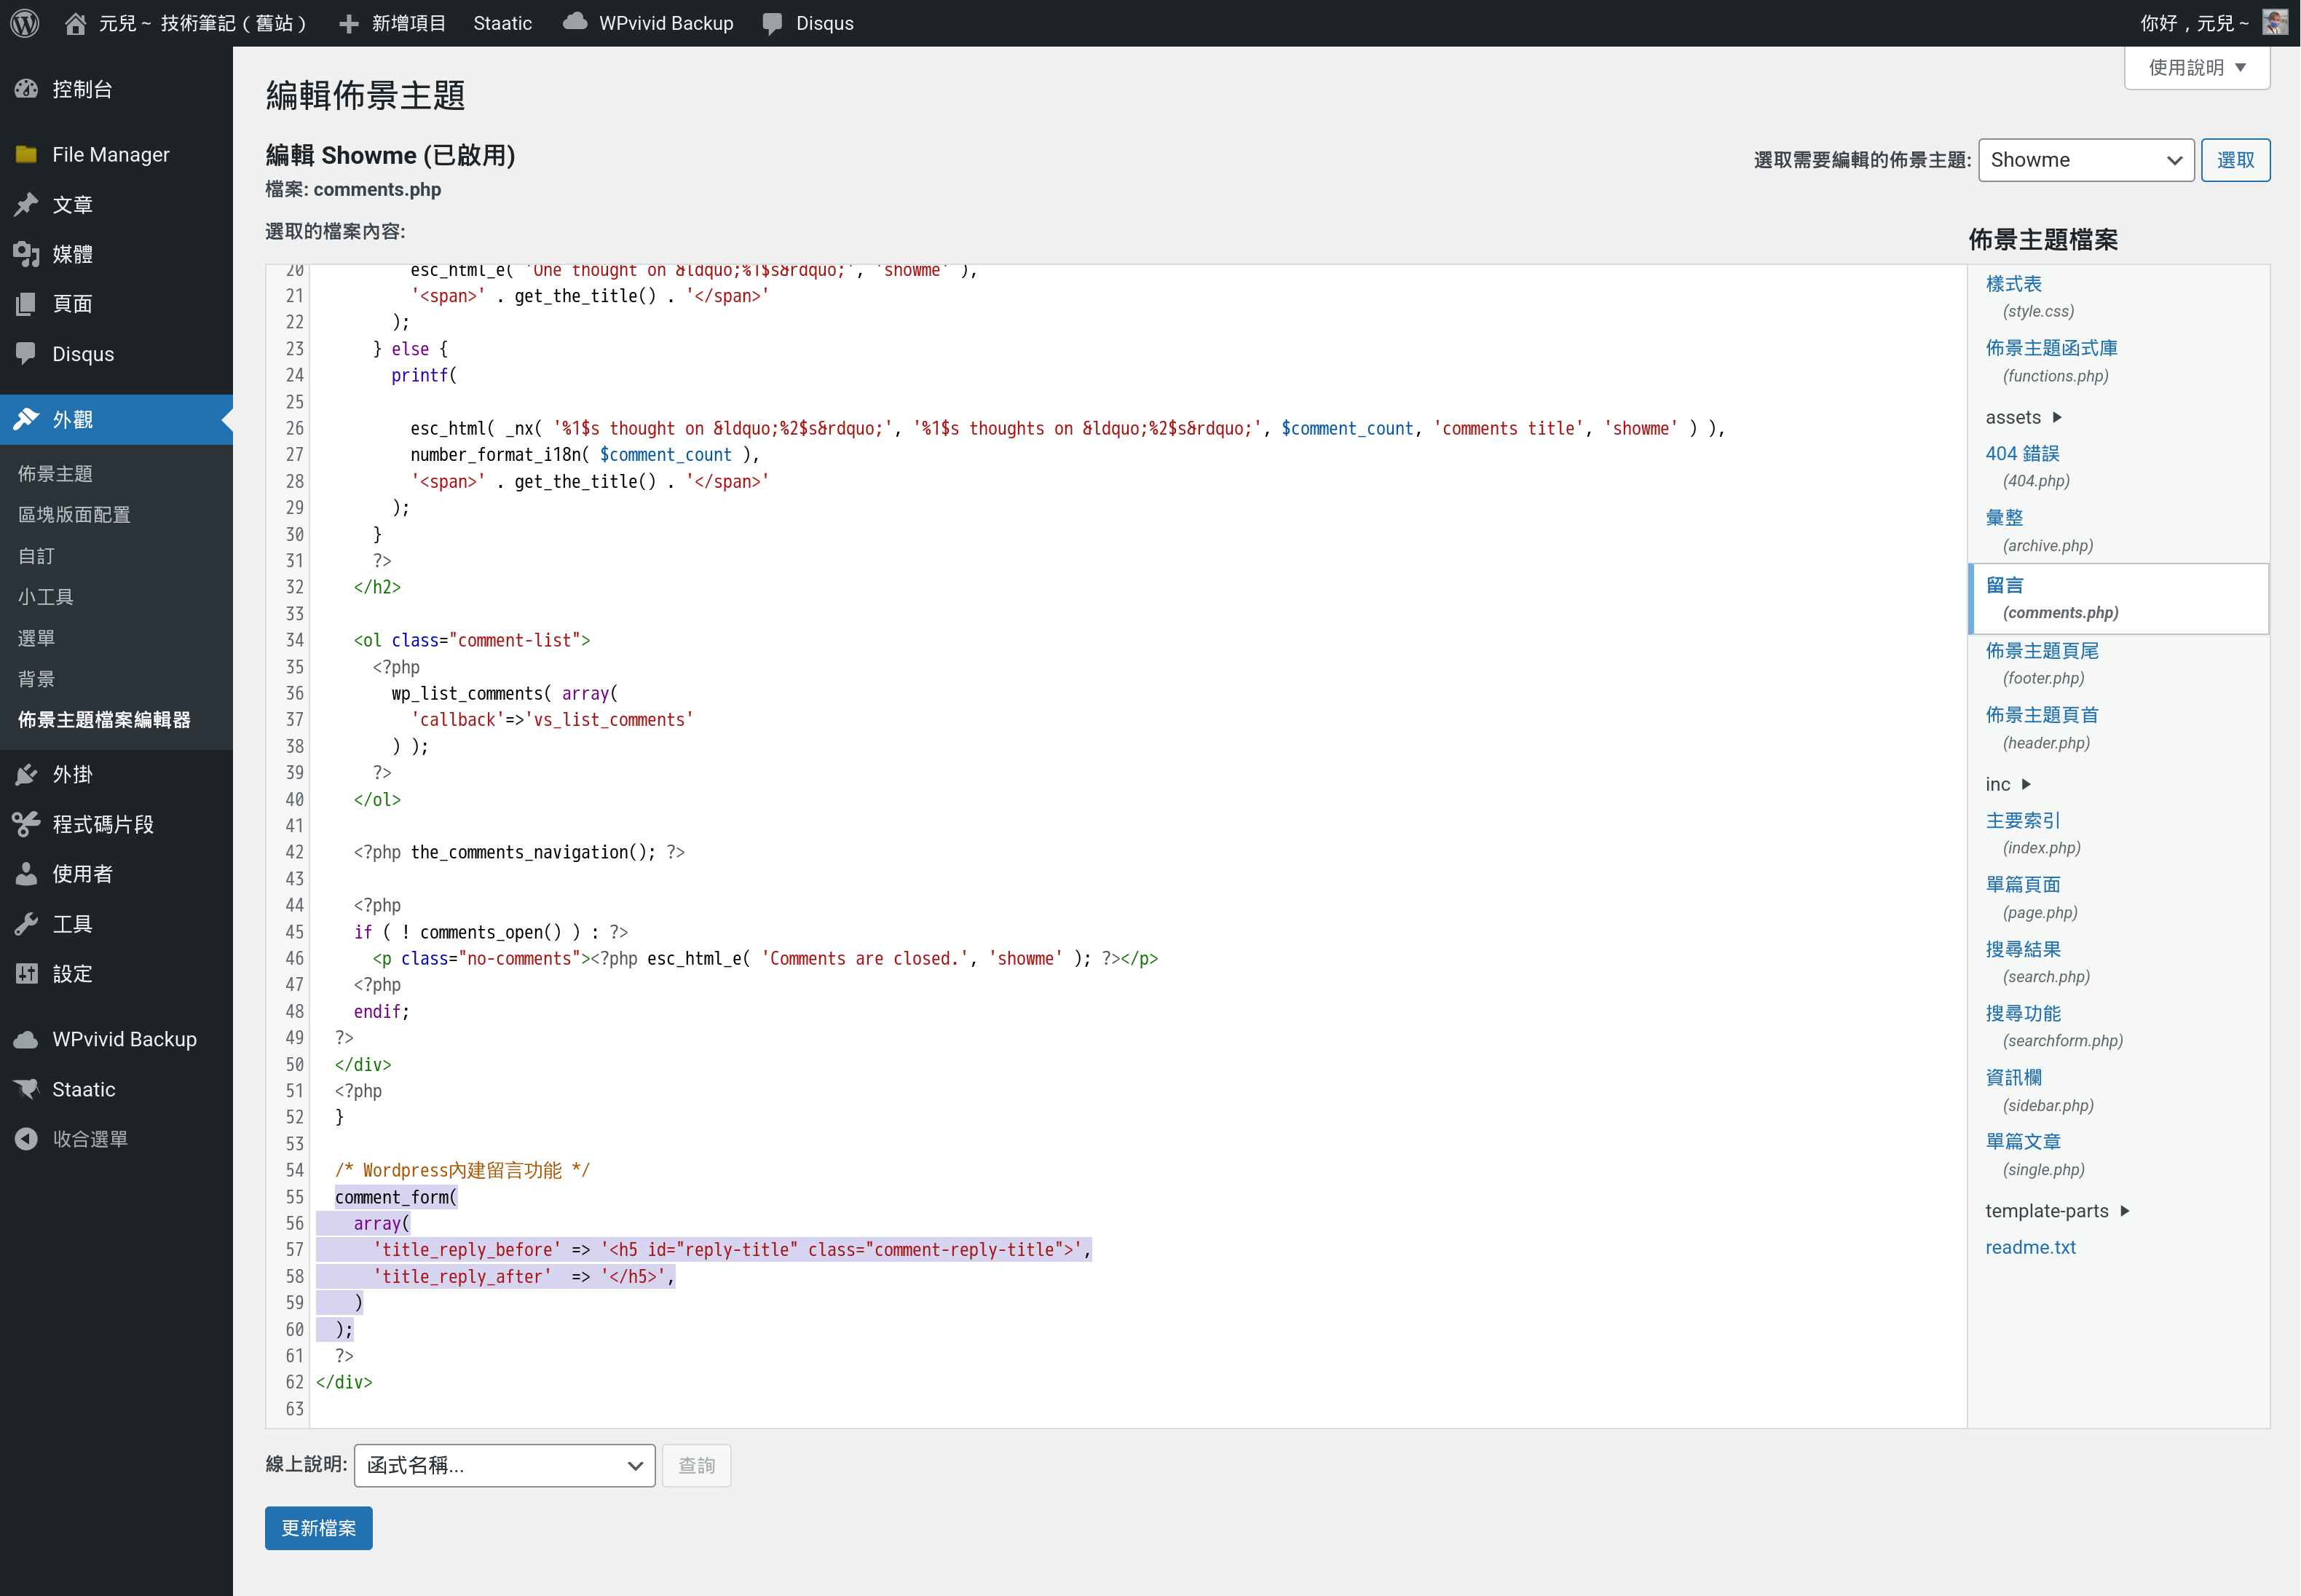 元兒 ~ 技術筆記（舊站）
新增項目
Staatic
WPvivid Backup
Disqus
你好，元兒 ~
控制台
File Manager
文章
媒體
頁面
Disqus
外觀
佈景主題
區塊版面配置
自訂
小工具
選單
背景
佈景主題檔案編輯器
外掛
程式碼片段
使用者
工具
設定
WPvivid Backup
Staatic
收合選單
使用說明 ▼
編輯佈景主題
編輯 Showme (已啟用)
檔案: comments.php
選取需要編輯的佈景主題: Showme 選取
選取的檔案內容:
20 esc_html_e( 'One thought on &ldquo;%1$s&rdquo;', 'showme' ),
21 '<span>' . get_the_title() . '</span>'
22 );
23 } else {
24 printf(
25
26 esc_html( _nx( '%1$s thought on &ldquo;%2$s&rdquo;', '%1$s thoughts on &ldquo;%2$s&rdquo;', $comment_count, 'comments title', 'showme' ) ),
27 number_format_i18n( $comment_count ),
28 '<span>' . get_the_title() . '</span>'
29 );
30 }
31 ?>
32 </h2>
33
34 <ol class="comment-list">
35 <?php
36 wp_list_comments( array(
37 'callback'=>'vs_list_comments'
38 ) );
39 ?>
40 </ol>
41
42 <?php the_comments_navigation(); ?>
43
44 <?php
45 if ( ! comments_open() ) : ?>
46 <p class="no-comments"><?php esc_html_e( 'Comments are closed.', 'showme' ); ?></p>
47 <?php
48 endif;
49 ?>
50 </div>
51 <?php
52 }
53
54 /* Wordpress內建留言功能 */
55 comment_form(
56 array(
57 'title_reply_before' => '<h5 id="reply-title" class="comment-reply-title">',
58 'title_reply_after'  => '</h5>',
59 )
60 );
61 ?>
62 </div>
63
佈景主題檔案
樣式表
(style.css)
佈景主題函式庫
(functions.php)
assets ▶
404 錯誤
(404.php)
彙整
(archive.php)
留言
(comments.php)
佈景主題頁尾
(footer.php)
佈景主題頁首
(header.php)
inc ▶
主要索引
(index.php)
單篇頁面
(page.php)
搜尋結果
(search.php)
搜尋功能
(searchform.php)
資訊欄
(sidebar.php)
單篇文章
(single.php)
template-parts ▶
readme.txt
線上說明: 函式名稱... 查詢
更新檔案